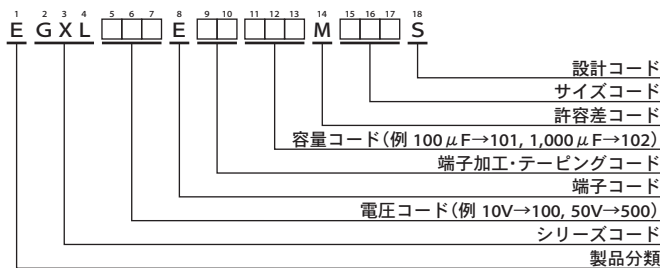 1 2 3 4 5 6 7 8 9 10 11 12 13 14 15 16 17 18
E G X L □□□ E □□ □□□ M □□□ S
設計コード
サイズコード
許容差コード
容量コード(例 100μF→101, 1,000μF→102)
端子加工・テーピングコード
端子コード
電圧コード(例 10V→100, 50V→500)
シリーズコード
製品分類